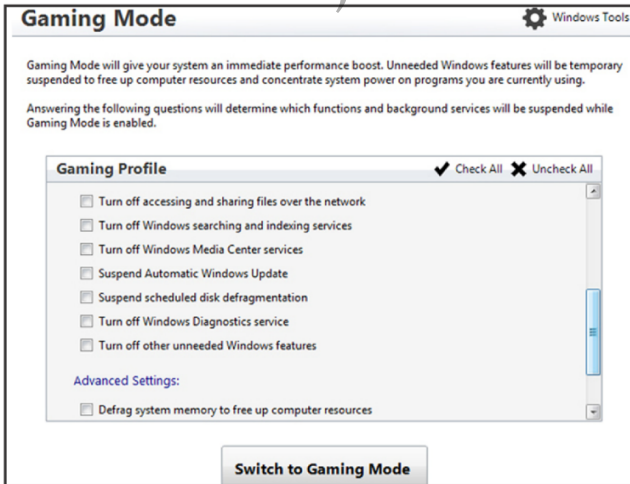 Gaming Mode
Windows Tools
Gaming Mode will give your system an immediate performance boost. Unneeded Windows features will be temporary
suspended to free up computer resources and concentrate system power on programs you are currently using.
Answering the following questions will determine which functions and background services will be suspended while
Gaming Mode is enabled.
Gaming Profile
Check All
Uncheck All
Turn off accessing and sharing files over the network
Turn off Windows searching and indexing services
Turn off Windows Media Center services
Suspend Automatic Windows Update
Suspend scheduled disk defragmentation
Turn off Windows Diagnostics service
Turn off other unneeded Windows features
Advanced Settings:
Defrag system memory to free up computer resources
Switch to Gaming Mode